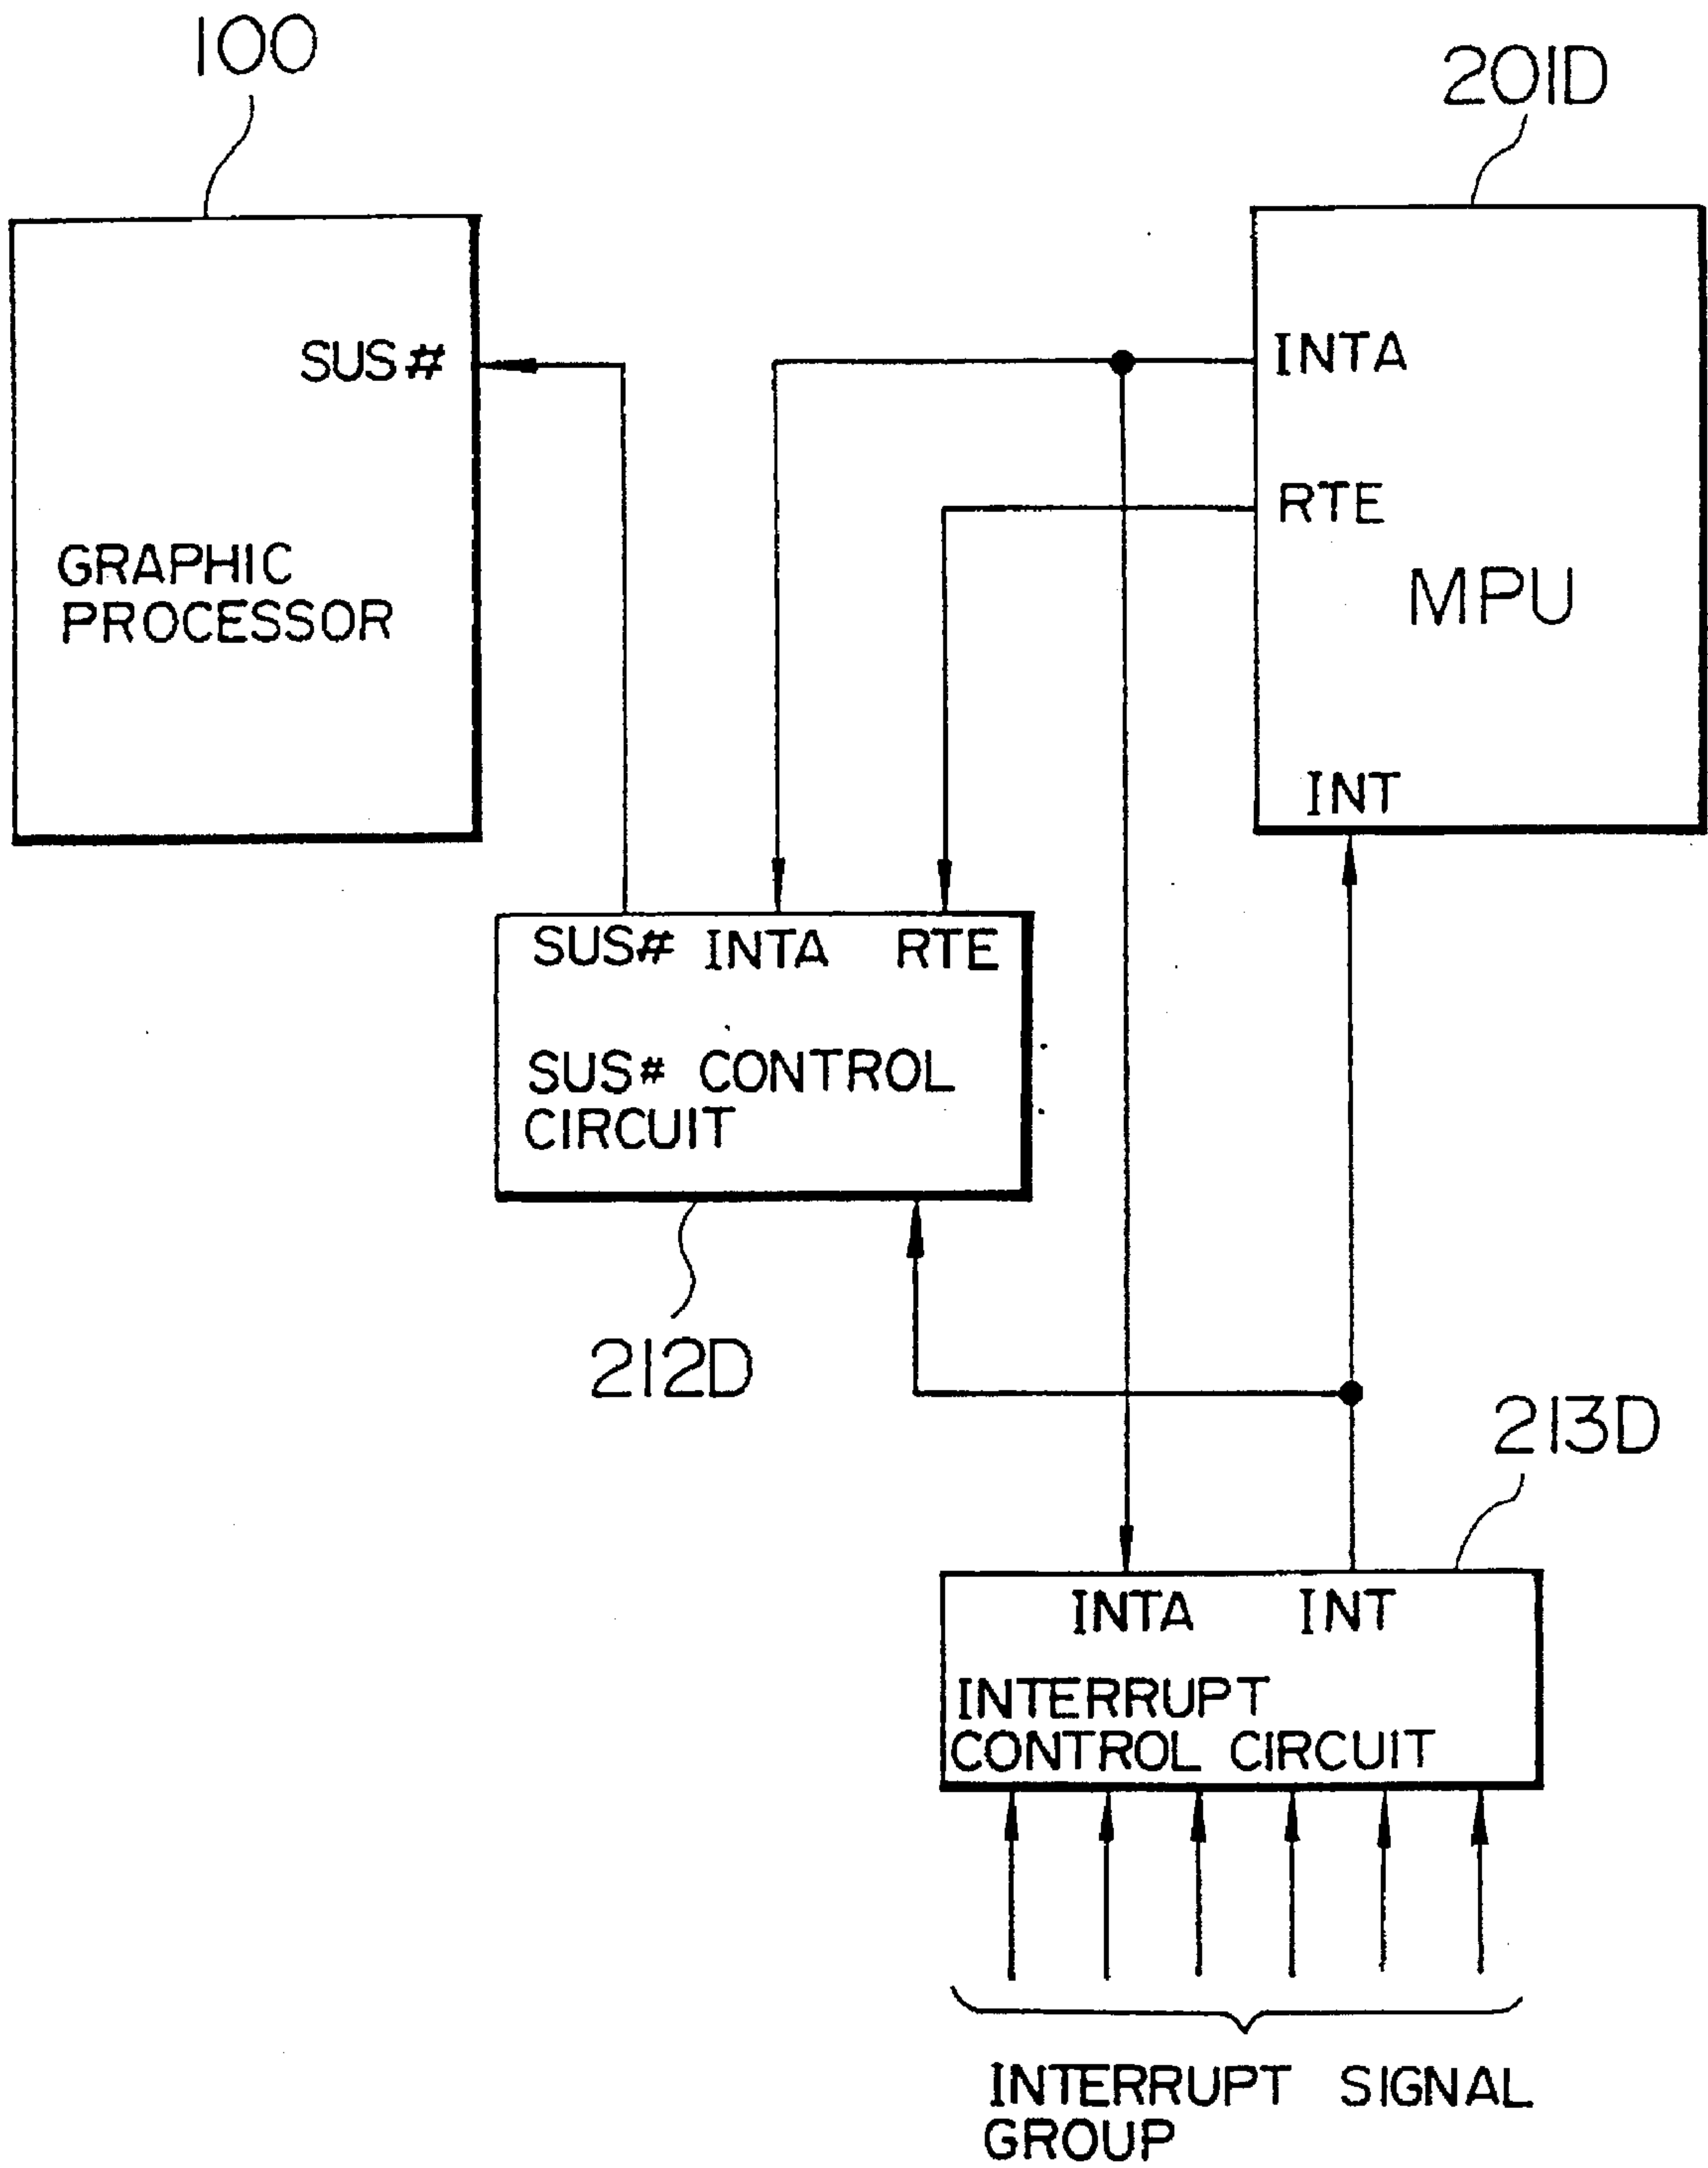 100
201D
SUS#
INTA
RTE
GRAPHIC
PROCESSOR
MPU
INT
SUS# INTA RTE
SUS# CONTROL
CIRCUIT
212D
213D
INTA INT
INTERRUPT
CONTROL CIRCUIT
INTERRUPT SIGNAL
GROUP